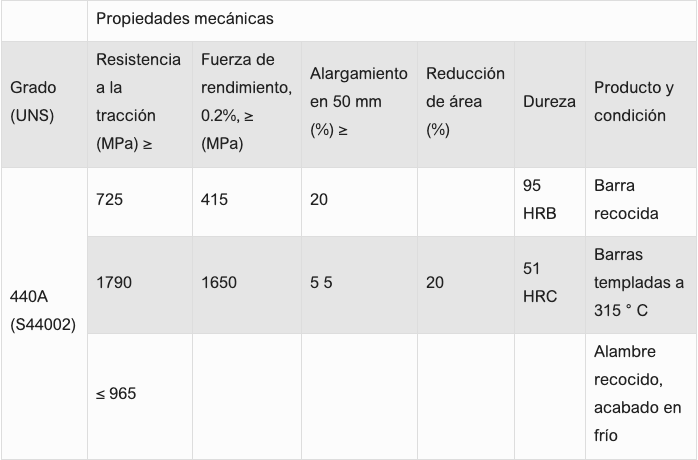 Propiedades mecánicas
Grado
(UNS)
Resistencia
a la
tracción
(MPa) ≥
Fuerza de
rendimiento,
0.2%, ≥
(MPa)
Alargamiento
en 50 mm
(%) ≥
Reducción
de área
(%)
Dureza
Producto y
condición
440A
(S44002)
725
415
20
95
HRB
Barra
recocida
1790
1650
5 5
20
51
HRC
Barras
templadas a
315 ° C
≤ 965
Alambre
recocido,
acabado en
frío